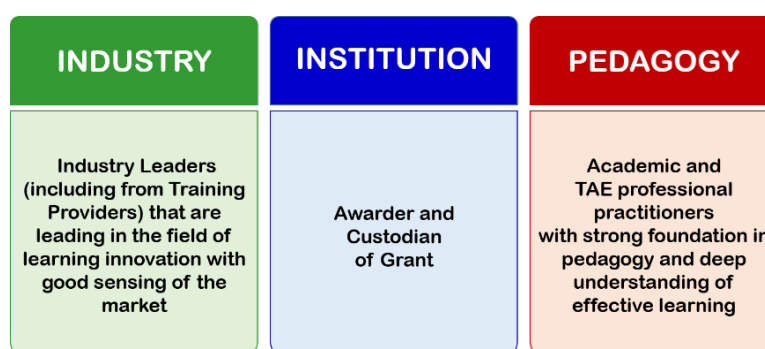 INDUSTRY
Industry Leaders
(including from Training
Providers) that are
leading in the field of
learning innovation with
good sensing of the
market
INSTITUTION
Awarder and
Custodian
of Grant
PEDAGOGY
Academic and
TAE professional
practitioners
with strong foundation in
pedagogy and deep
understanding of
effective learning